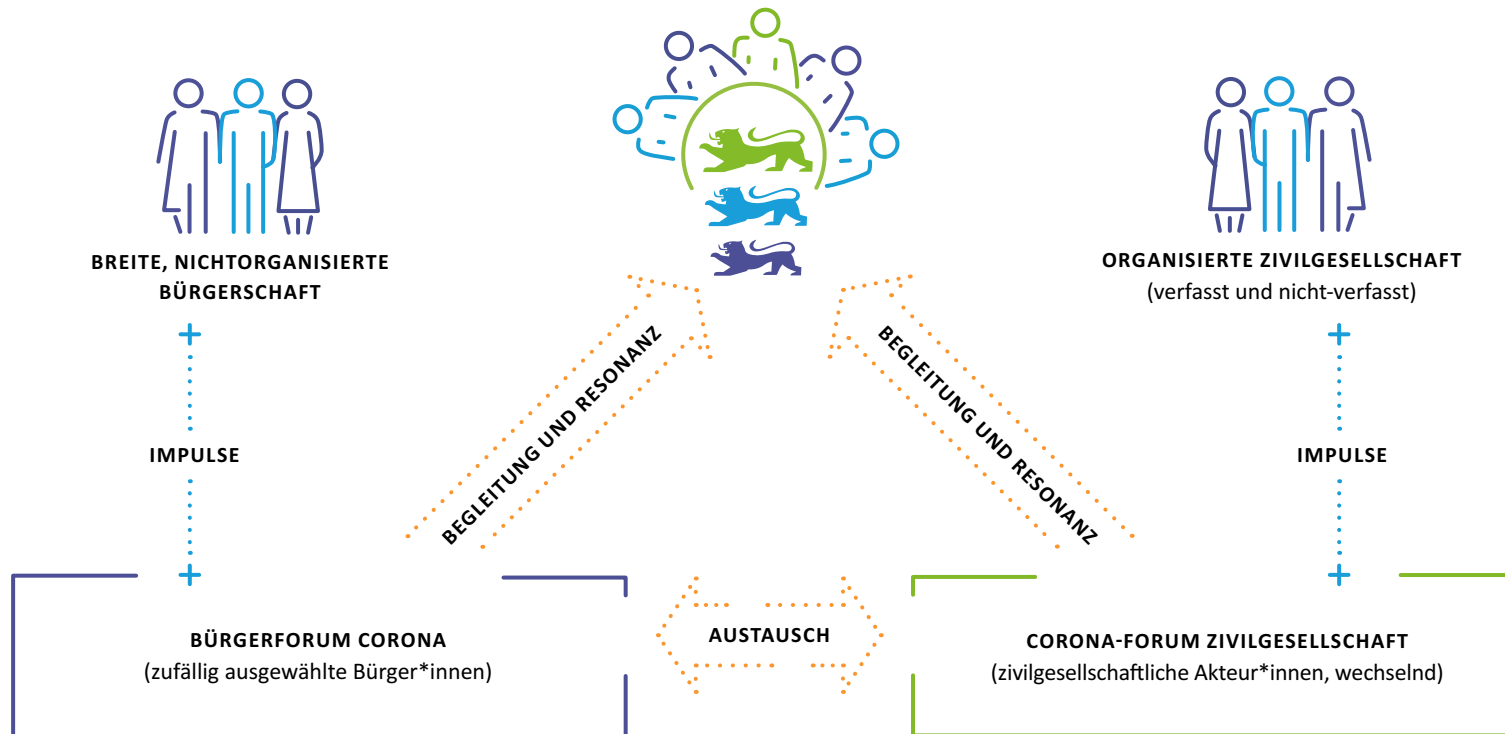 BREITE, NICHTORGANISIERTE
BÜRGERSCHAFT
ORGANISIERTE ZIVILGESELLSCHAFT
(verfasst und nicht-verfasst)
IMPULSE
BEGLEITUNG UND RESONANZ
BEGLEITUNG UND RESONANZ
IMPULSE
BÜRGERFORUM CORONA
(zufällig ausgewählte Bürger*innen)
AUSTAUSCH
CORONA-FORUM ZIVILGESELLSCHAFT
(zivilgesellschaftliche Akteur*innen, wechselnd)